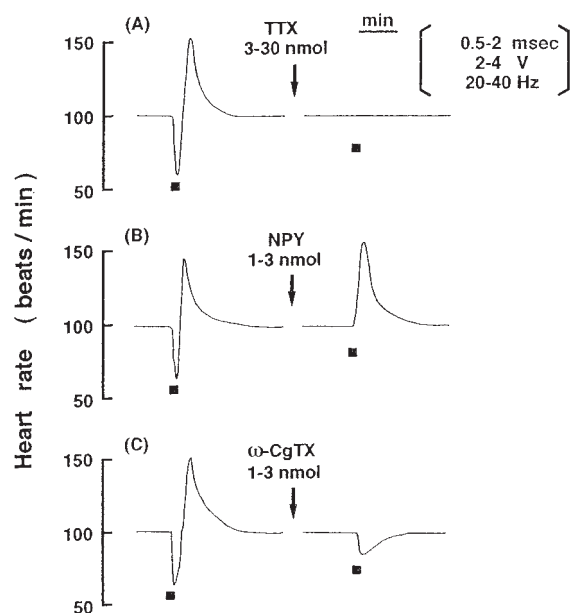 (A)
TTX
3-30 nmol
min
0.5-2 msec
2-4 V
20-40 Hz
150
100
50
(B)
NPY
1-3 nmol
150
100
50
(C)
ω-CgTX
1-3 nmol
150
100
50
Heart rate (beats/min)